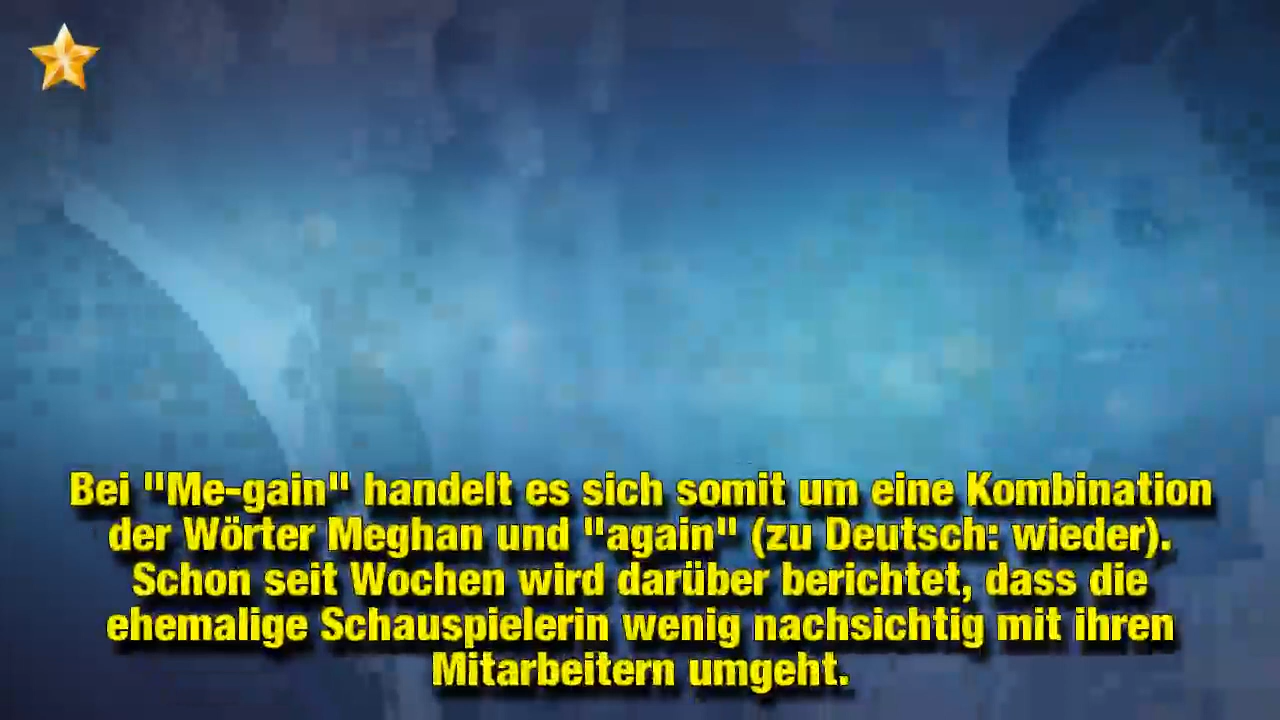 Bei "Me-gain" handelt es sich somit um eine Kombination
der Wörter Meghan und "again" (zu Deutsch: wieder).
Schon seit Wochen wird darüber berichtet, dass die
ehemalige Schauspielerin wenig nachsichtig mit ihren
Mitarbeitern umgeht.